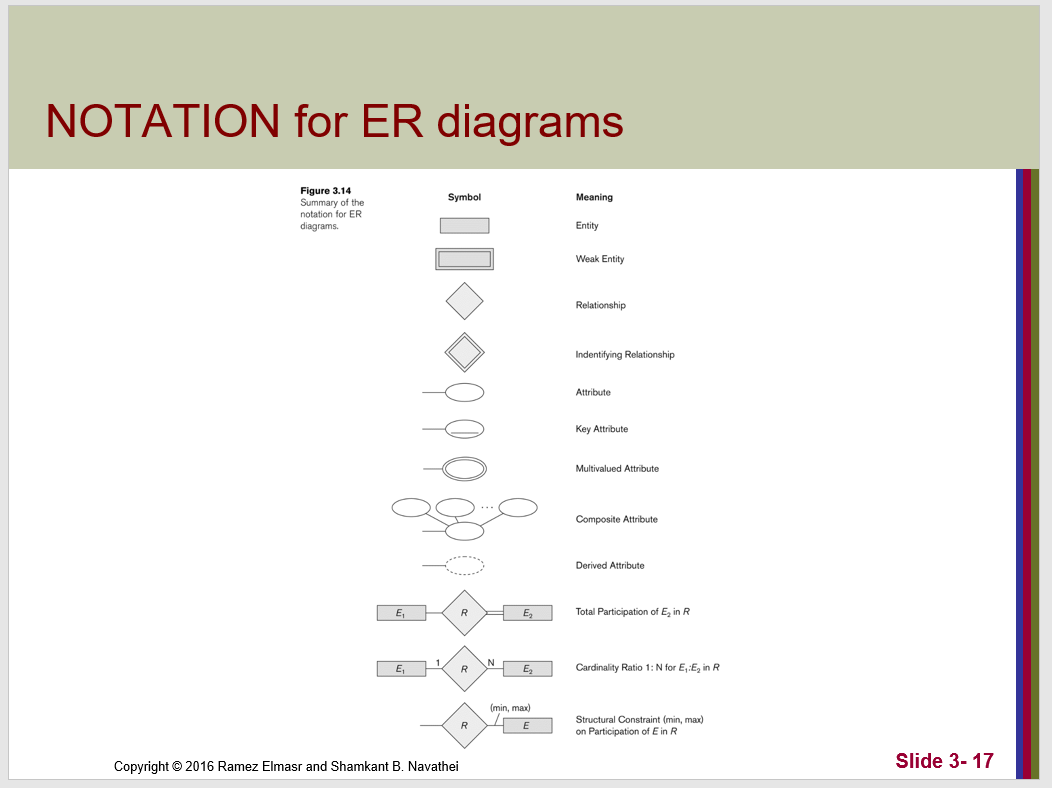 NOTATION for ER diagrams
Figure 3.14
Summary of the
notation for ER
diagrams.
Symbol
Meaning
Entity
Weak Entity
Relationship
Indentifying Relationship
Attribute
Key Attribute
Multivalued Attribute
...
Composite Attribute
Derived Attribute
E₁ R E₂
Total Participation of E₂ in R
E₁ 1 R N E₂
Cardinality Ratio 1: N for E₁:E₂ in R
(min, max)
R E
Structural Constraint (min, max)
on Participation of E in R
Copyright © 2016 Ramez Elmasr and Shamkant B. Navathei
Slide 3- 17